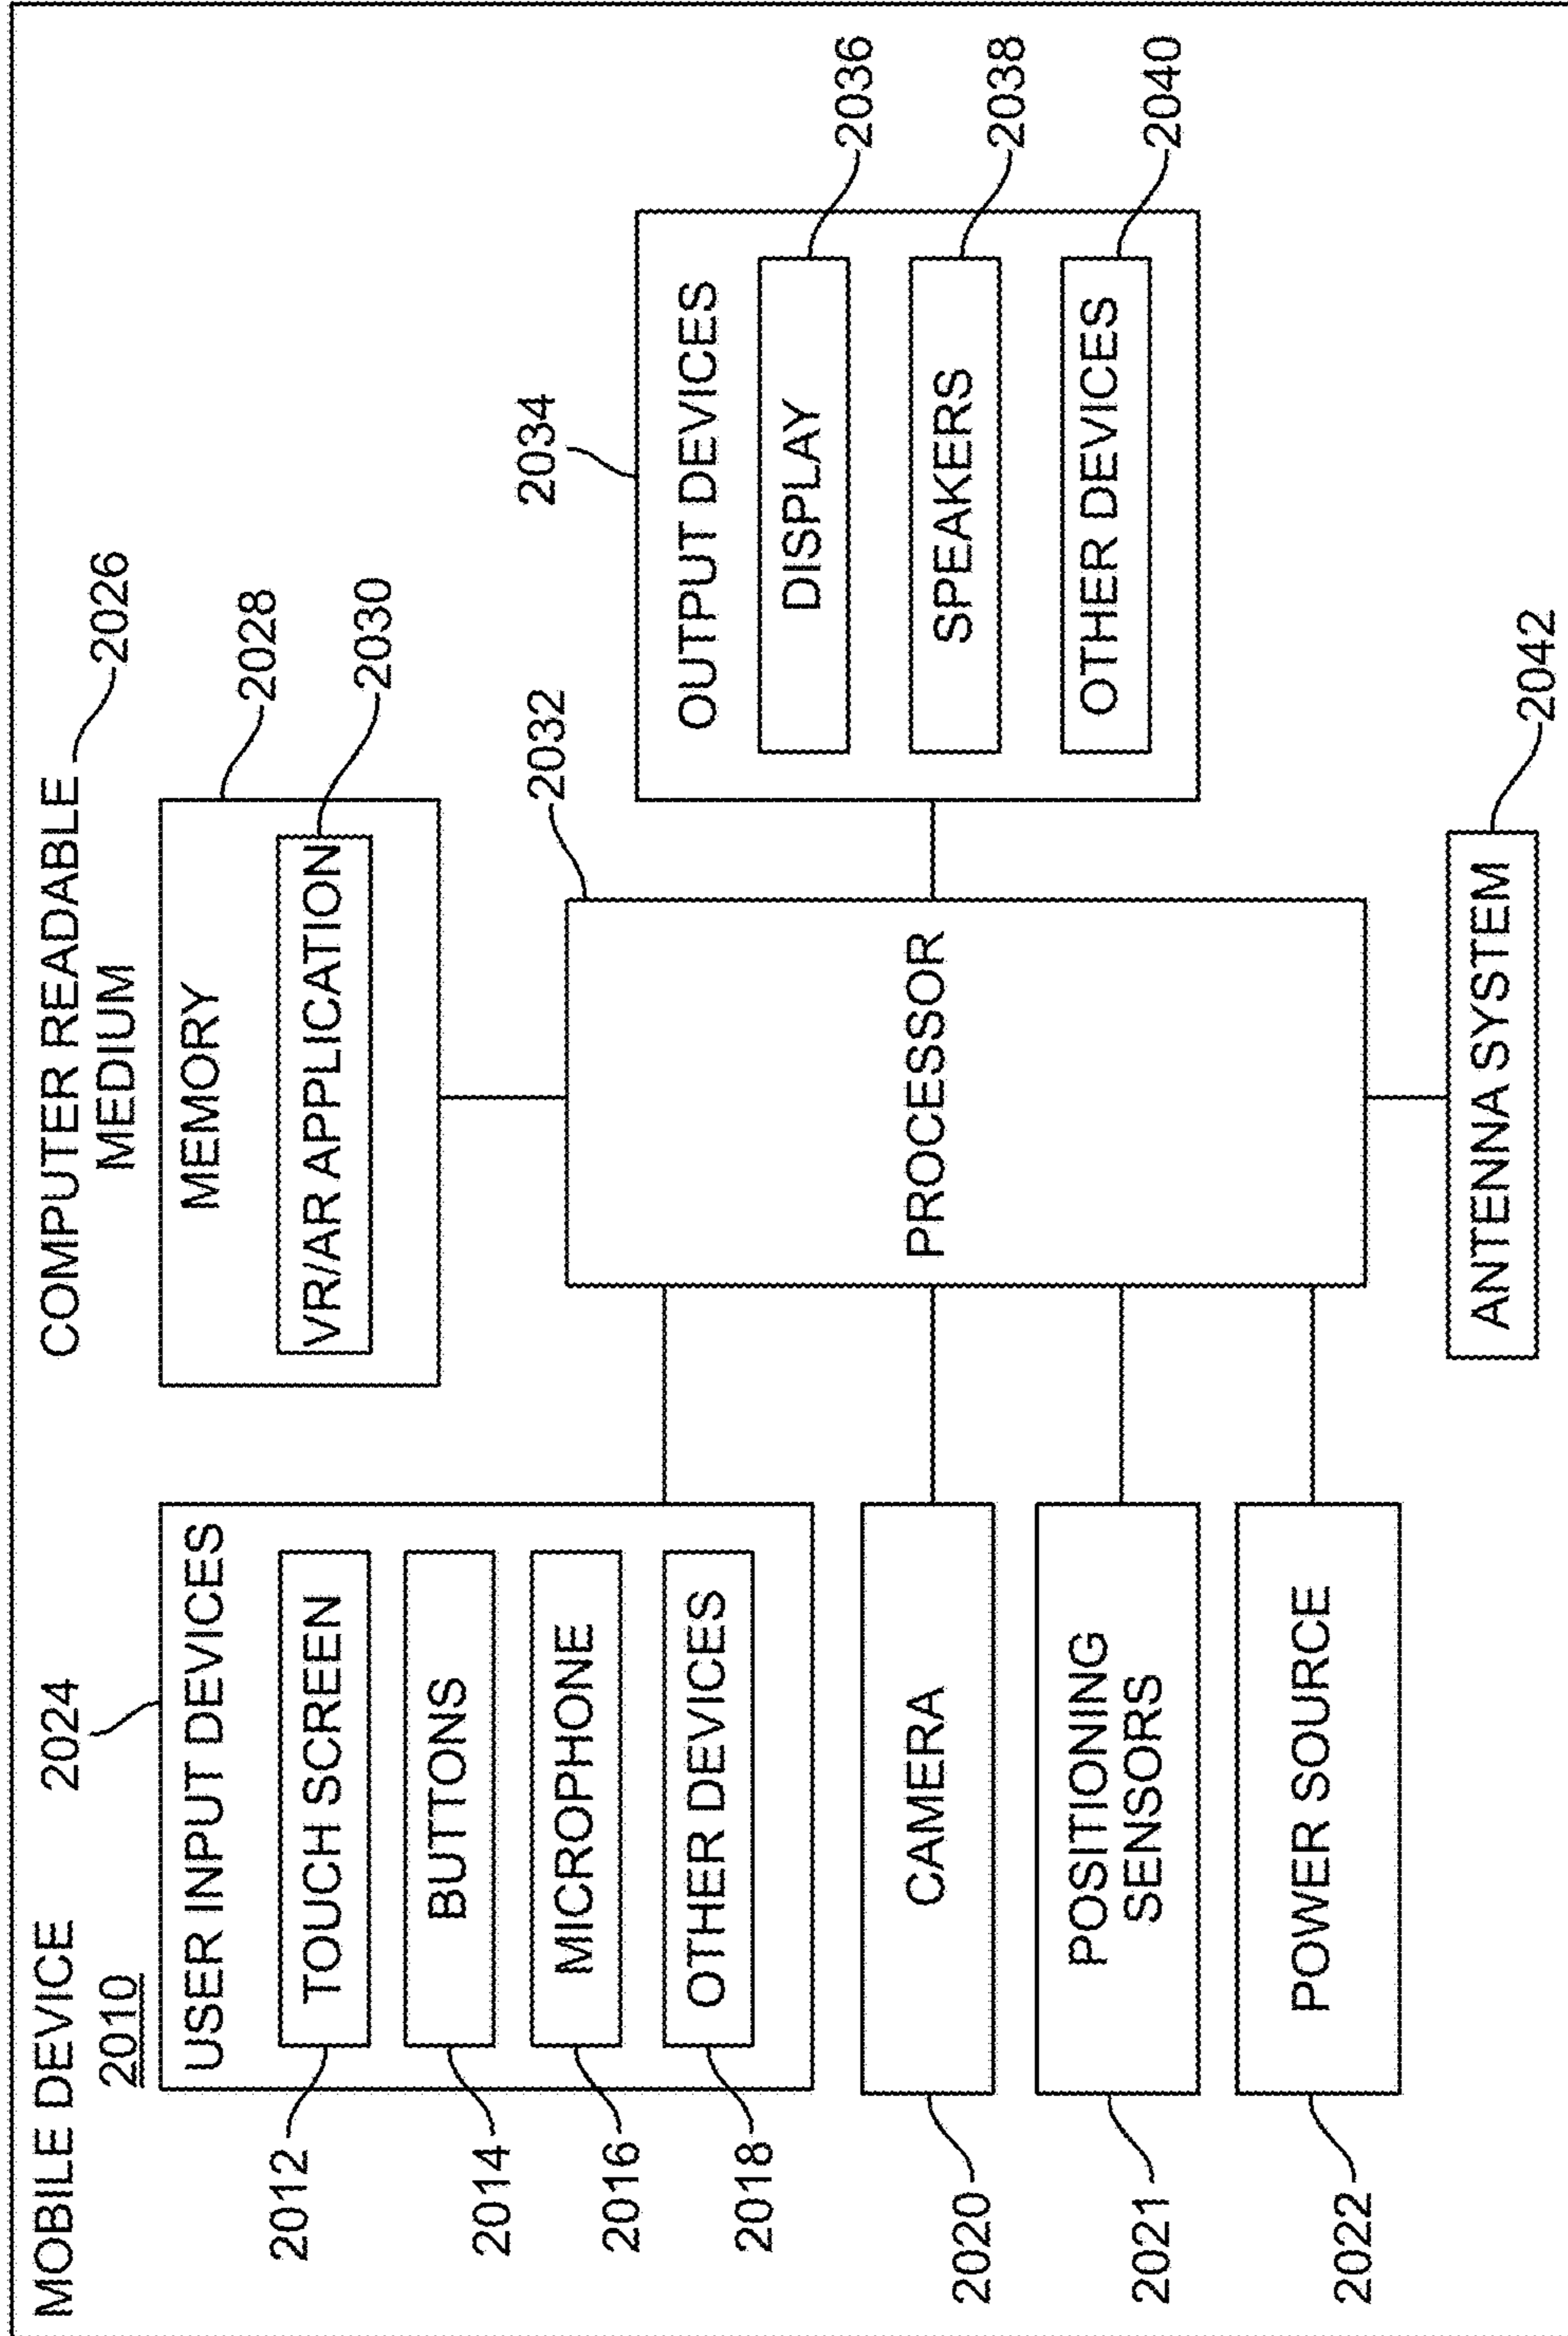 MOBILE DEVICE
2010
2024
USER INPUT DEVICES
2012
TOUCH SCREEN
2014
BUTTONS
2016
MICROPHONE
2018
OTHER DEVICES
2020
CAMERA
2021
POSITIONING
SENSORS
2022
POWER SOURCE
COMPUTER READABLE
MEDIUM
2026
MEMORY
2028
VR/AR APPLICATION
2030
2032
PROCESSOR
2034
OUTPUT DEVICES
DISPLAY
2036
SPEAKERS
2038
OTHER DEVICES
2040
ANTENNA SYSTEM
2042